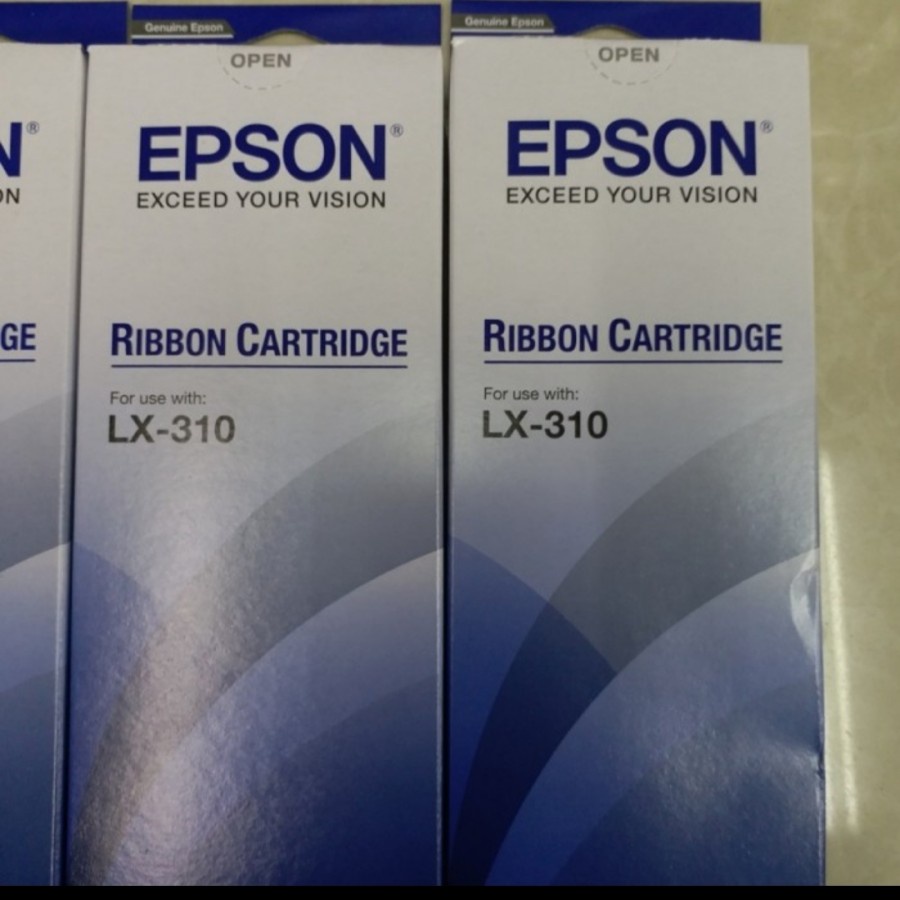 Genuine Epson
OPEN
EPSON®
EXCEED YOUR VISION
RIBBON CARTRIDGE
For use with:
LX-310
Genuine Epson
OPEN
EPSON®
EXCEED YOUR VISION
RIBBON CARTRIDGE
For use with:
LX-310
N®
ON
GE